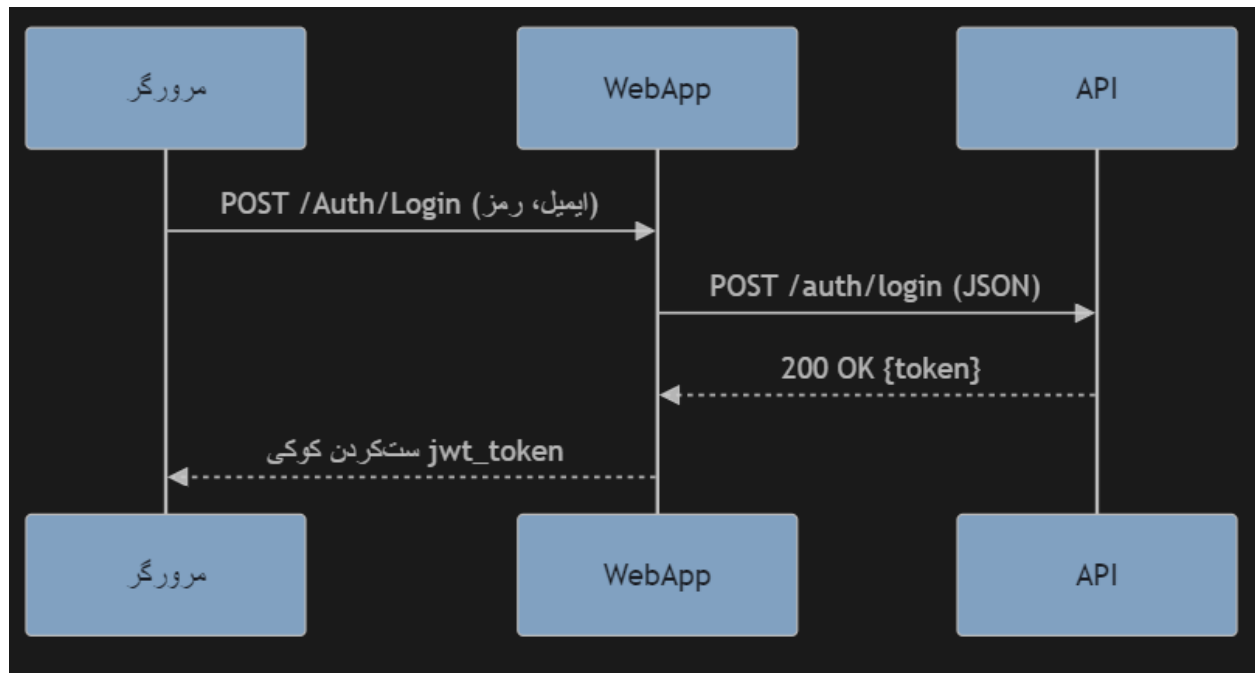 مرورگر
WebApp
API
POST /Auth/Login (ایمیل، رمز)
POST /auth/login (JSON)
200 OK {token}
ست‌کردن کوکی jwt_token
مرورگر
WebApp
API